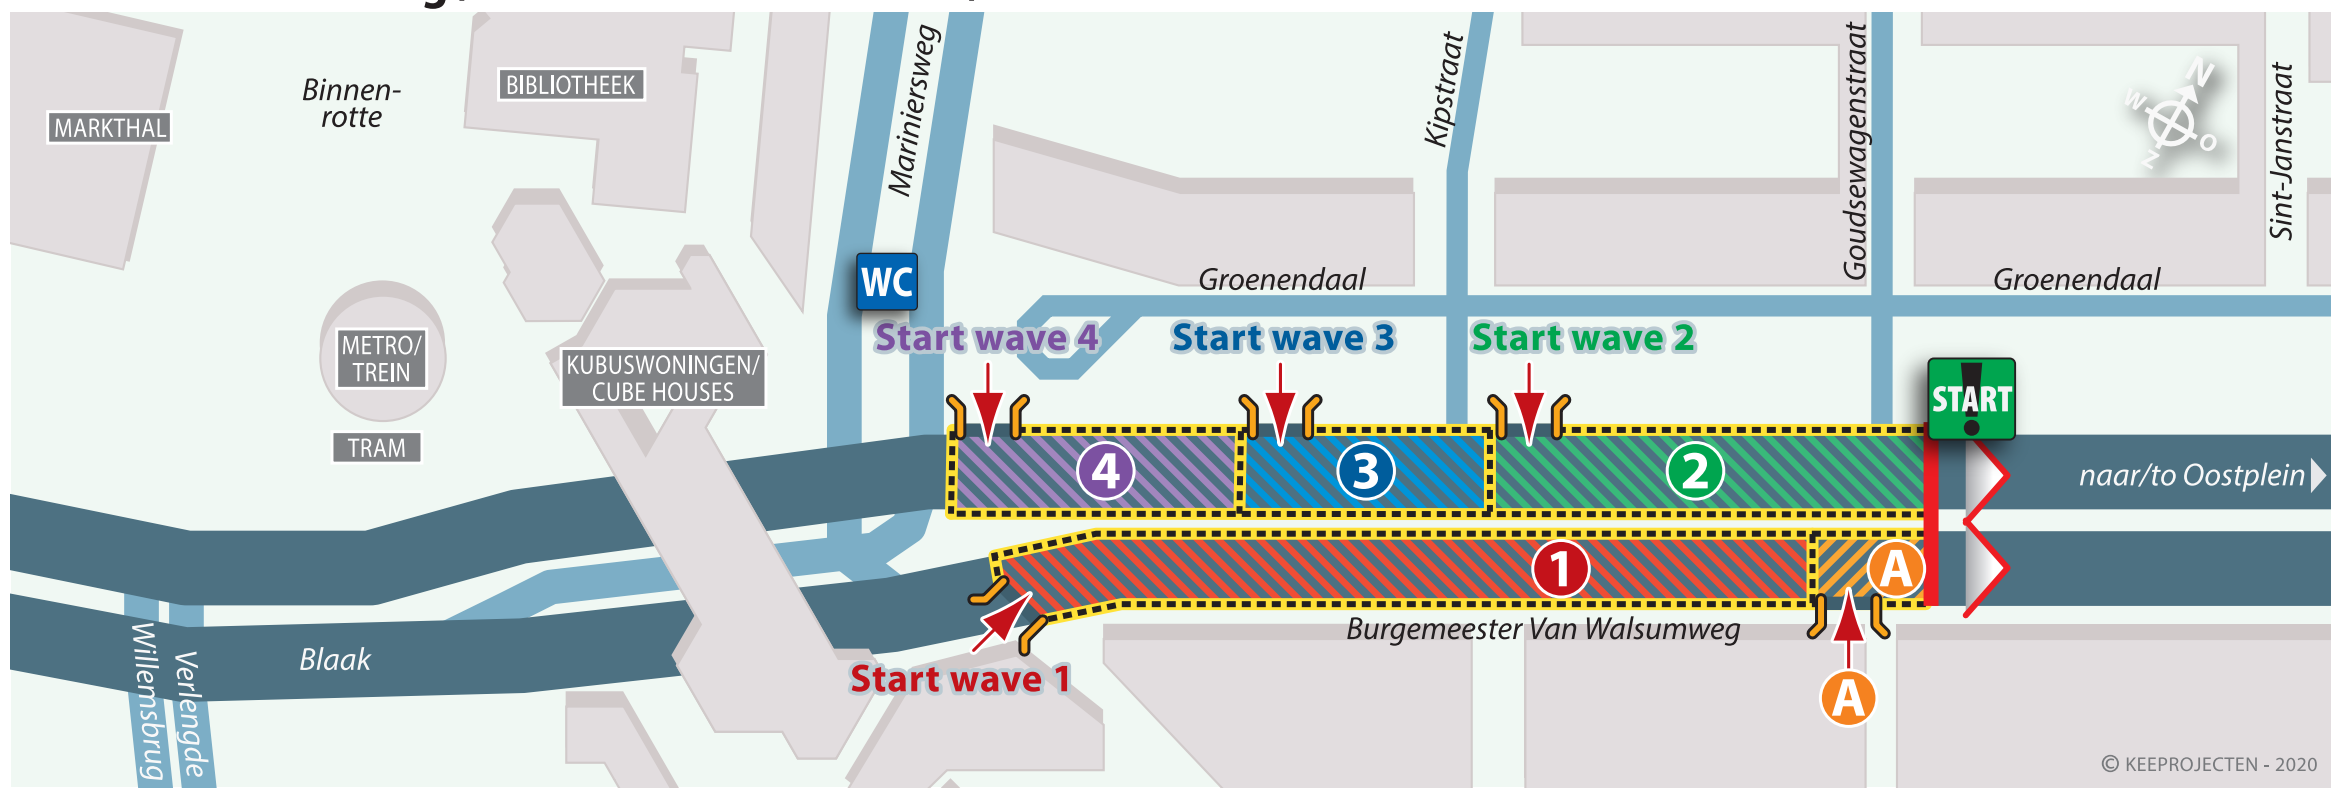 MARKTHAL
Binnen-
rotte
BIBLIOTHEEK
Mariniersweg
Kipstraat
Goudsewagenstraat
Sint-Janstraat
N
W
O
Z
WC
Groenendaal
Groenendaal
METRO/
TREIN
TRAM
KUBUSWONINGEN/
CUBE HOUSES
Start wave 4
Start wave 3
Start wave 2
START
4
3
2
naar/to Oostplein
1
A
Burgemeester Van Walsumweg
Start wave 1
A
Blaak
Willemsbrug
Verlengde
© KEEPROJECTEN - 2020